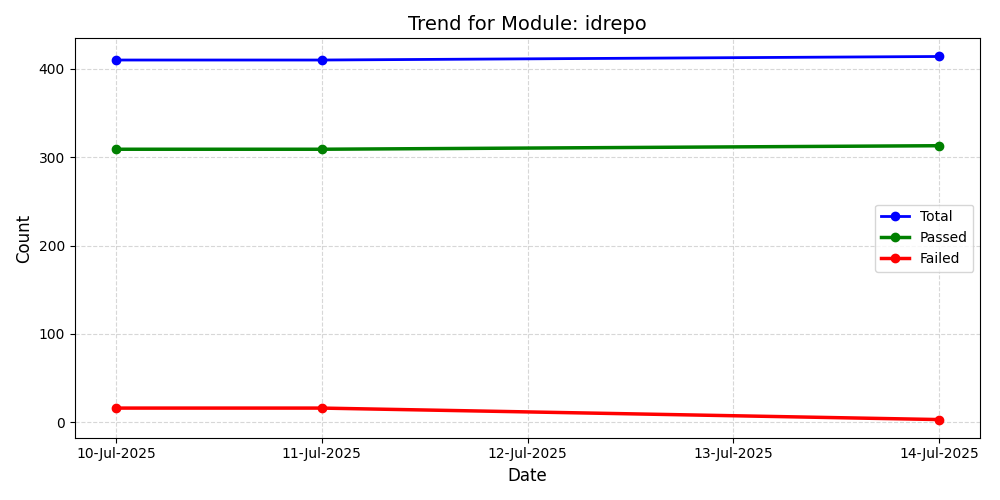 Trend for Module: idrepo
Count
400
300
200
100
0
Total
Passed
Failed
10-Jul-2025
11-Jul-2025
12-Jul-2025
13-Jul-2025
14-Jul-2025
Date